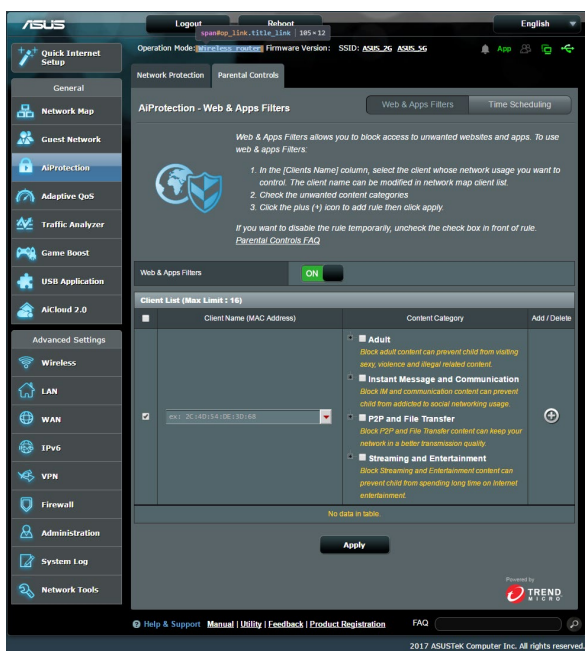 ASUS
Logout
Reboot
English
span#op_link.title_link | 105×12
Quick Internet
Setup
Operation Mode: Wireless router Firmware Version: SSID: ASUS_2G ASUS_5G
App
Network Protection
Parental Controls
General
AiProtection - Web & Apps Filters
Web & Apps Filters
Time Scheduling
Network Map
Guest Network
AiProtection
Adaptive QoS
Traffic Analyzer
Game Boost
USB Application
AiCloud 2.0
Web & Apps Filters allows you to block access to unwanted websites and apps. To use
web & apps Filters:
1. In the [Clients Name] column, select the client whose network usage you want to
control. The client name can be modified in network map client list.
2. Check the unwanted content categories
3. Click the plus (+) icon to add rule then click apply.
If you want to disable the rule temporarily, uncheck the check box in front of rule.
Parental Controls FAQ
Web & Apps Filters
ON
Client List (Max Limit : 16)
Client Name (MAC Address)
Content Category
Add / Delete
ex: 2C:4D:54:DE:3D:68
Adult
Block adult content can prevent child from visiting
sexy, violence and illegal related content.
Instant Message and Communication
Block IM and communication content can prevent
child from addicted to social networking usage.
P2P and File Transfer
Block P2P and File Transfer content can keep your
network in a better transmission quality.
Streaming and Entertainment
Block Streaming and Entertainment content can
prevent child from spending long time on Internet
entertainment.
No data in table.
Apply
Advanced Settings
Wireless
LAN
WAN
IPv6
VPN
Firewall
Administration
System Log
Network Tools
Powered by
TREND
MICRO
Help & Support Manual | Utility | Feedback | Product Registration
FAQ
2017 ASUSTeK Computer Inc. All rights reserved.